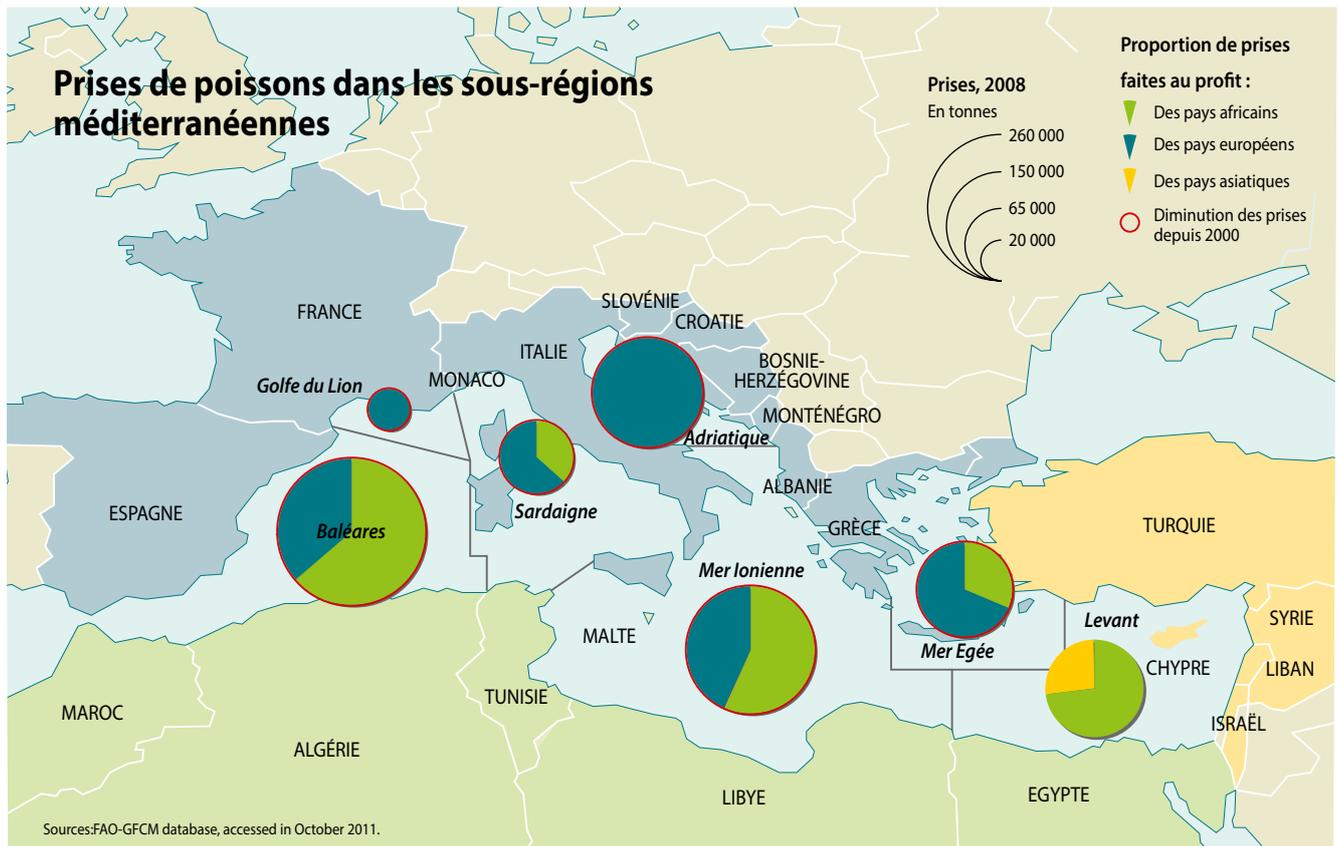 Prises de poissons dans les sous-régions
méditerranéennes
Prises, 2008
En tonnes
260 000
150 000
65 000
20 000
Proportion de prises
faites au profit :
Des pays africains
Des pays européens
Des pays asiatiques
Diminution des prises
depuis 2000
SLOVÉNIE
FRANCE
CROATIE
ITALIE
BOSNIE-
HERZÉGOVINE
MONACO
Golfe du Lion
MONTÉNÉGRO
Adriatique
ALBANIE
Sardaigne
ESPAGNE
Baléares
GRÈCE
TURQUIE
Mer Ionienne
MALTE
Mer Egée
Levant
SYRIE
CHYPRE
LIBAN
ISRAËL
TUNISIE
MAROC
ALGÉRIE
LIBYE
EGYPTE
Sources:FAO-GFCM database, accessed in October 2011.